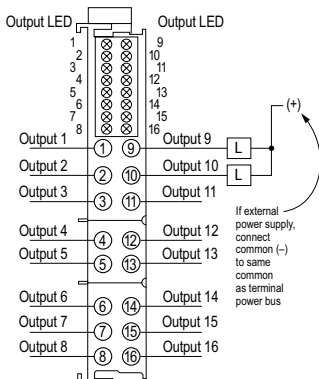 Output LED Output LED
1 9
2 10
3 11
4 12
5 13
6 14
7 15
8 16
Output 1 1 9 Output 9 L (+)
Output 2 2 10 Output 10 L
Output 3 3 11 Output 11
Output 4 4 12 Output 12
Output 5 5 13 Output 13
Output 6 6 14 Output 14
Output 7 7 15 Output 15
Output 8 8 16 Output 16
If external
power supply,
connect
common (–)
to same
common
as terminal
power bus